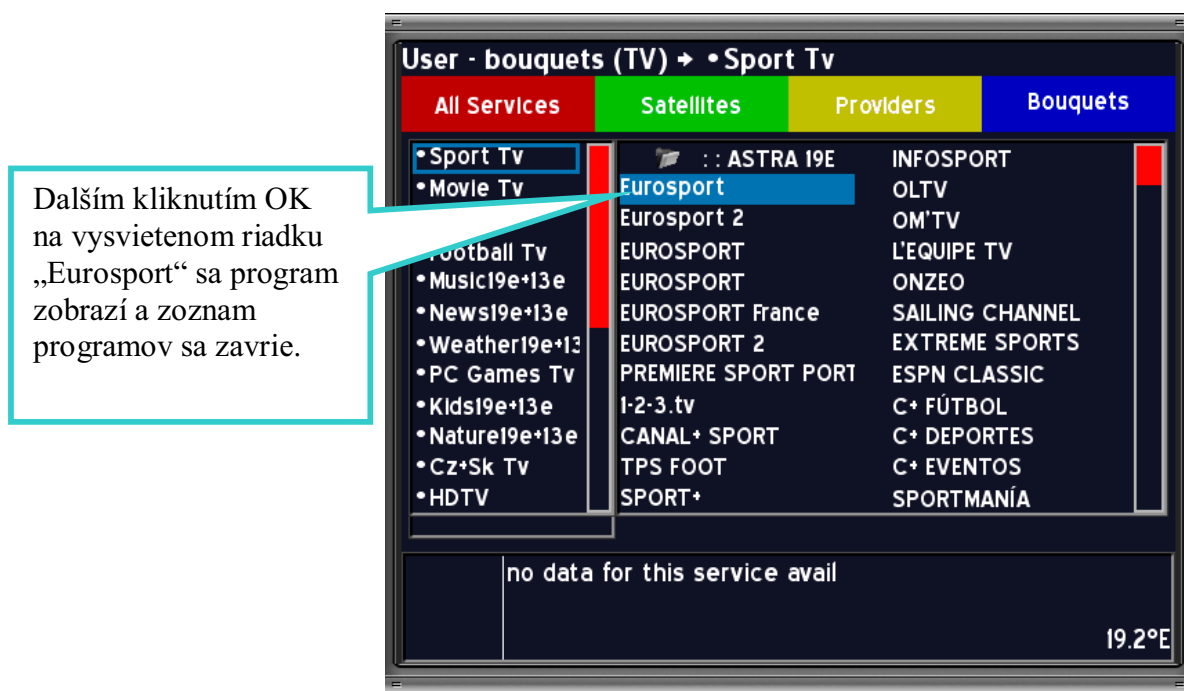 User - bouquets (TV) → •Sport Tv
All Services
Satellites
Providers
Bouquets
Dalším kliknutím OK
na vysvietenom riadku
„Eurosport“ sa program
zobrazí a zoznam
programov sa zavrie.
•Sport Tv
•Movie Tv
Football Tv
•Music19e+13e
•News19e+13e
•Weather19e+13
•PC Games Tv
•Kids19e+13e
•Nature19e+13e
•Cz+Sk Tv
•HDTV
:: ASTRA 19E
Eurosport
Eurosport 2
EUROSPORT
EUROSPORT
EUROSPORT France
EUROSPORT 2
PREMIERE SPORT PORT
1-2-3.tv
CANAL+ SPORT
TPS FOOT
SPORT+
INFOSPORT
OLTV
OM'TV
L'EQUIPE TV
ONZEO
SAILING CHANNEL
EXTREME SPORTS
ESPN CLASSIC
C+ FÚTBOL
C+ DEPORTES
C+ EVENTOS
SPORTMANÍA
no data for this service avail
19.2°E